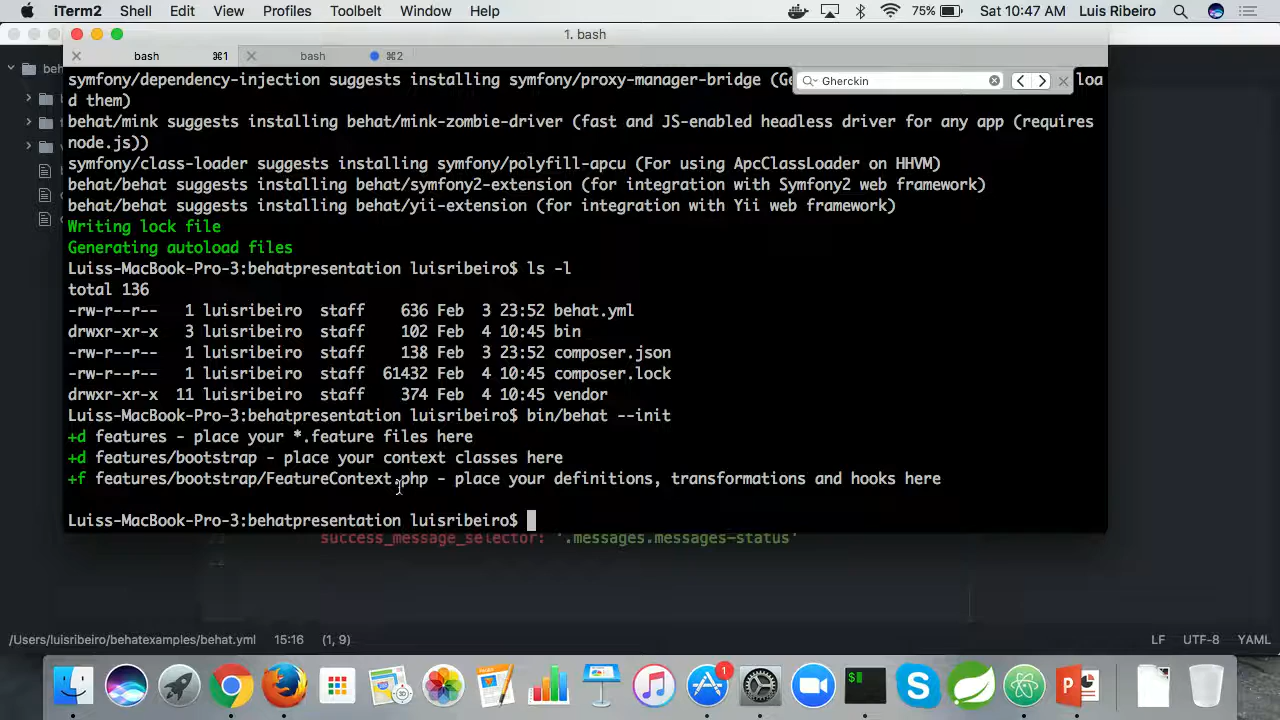 iTerm2 Shell Edit View Profiles Toolbelt Window Help 75% Sat 10:47 AM Luis Ribeiro
1. bash
bash ⌘1 bash ⌘2
symfony/dependency-injection suggests installing symfony/proxy-manager-bridge (Ge
Gherckin
loa
d them)
behat/mink suggests installing behat/mink-zombie-driver (fast and JS-enabled headless driver for any app (requires
node.js))
symfony/class-loader suggests installing symfony/polyfill-apcu (For using ApcClassLoader on HHVM)
behat/behat suggests installing behat/symfony2-extension (for integration with Symfony2 web framework)
behat/behat suggests installing behat/yii-extension (for integration with Yii web framework)
Writing lock file
Generating autoload files
Luiss-MacBook-Pro-3:behatpresentation luisribeiro$ ls -l
total 136
-rw-r--r-- 1 luisribeiro staff 636 Feb 3 23:52 behat.yml
drwxr-xr-x 3 luisribeiro staff 102 Feb 4 10:45 bin
-rw-r--r-- 1 luisribeiro staff 138 Feb 3 23:52 composer.json
-rw-r--r-- 1 luisribeiro staff 61432 Feb 4 10:45 composer.lock
drwxr-xr-x 11 luisribeiro staff 374 Feb 4 10:45 vendor
Luiss-MacBook-Pro-3:behatpresentation luisribeiro$ bin/behat --init
+d features - place your *.feature files here
+d features/bootstrap - place your context classes here
+f features/bootstrap/FeatureContext.php - place your definitions, transformations and hooks here
Luiss-MacBook-Pro-3:behatpresentation luisribeiro$
success_message_selector: '.messages.messages-status'
/Users/luisribeiro/behatexamples/behat.yml 15:16 (1, 9) LF UTF-8 YAML